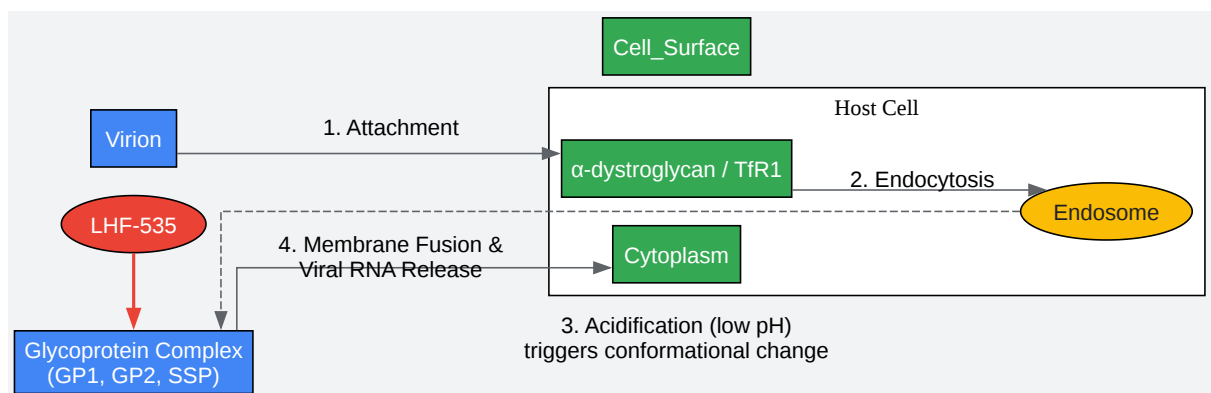 Cell_Surface
Host Cell
Virion
1. Attachment
α-dystroglycan / TfR1
2. Endocytosis
Endosome
LHF-535
4. Membrane Fusion &
Viral RNA Release
Cytoplasm
3. Acidification (low pH)
triggers conformational change
Glycoprotein Complex
(GP1, GP2, SSP)